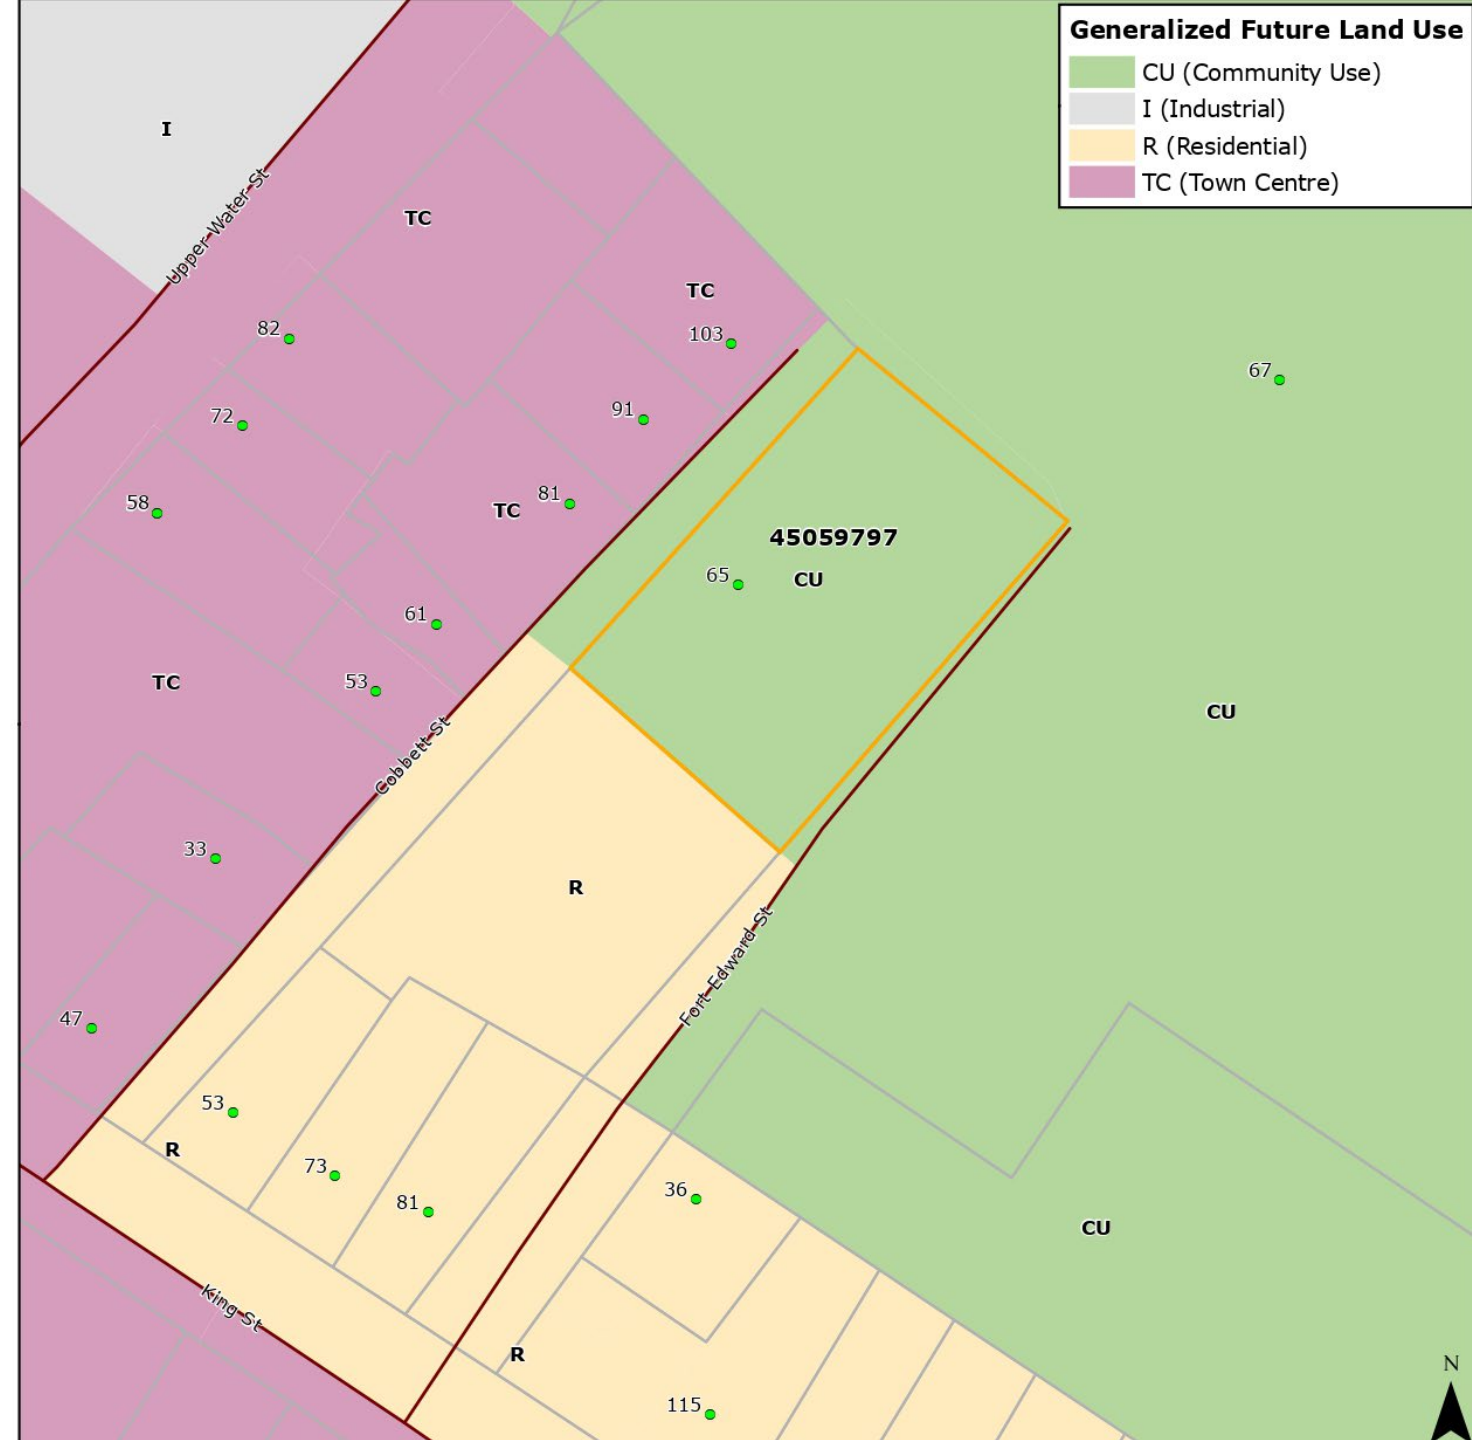 Generalized Future Land Use
CU (Community Use)
I (Industrial)
R (Residential)
TC (Town Centre)
I
Upper Water St
TC
TC
82
103
67
72
91
58
TC
81
45059797
65
CU
61
TC
53
CU
Cobbett St
33
R
Fort Edward St
47
53
R
73
81
36
CU
King St
R
115
N